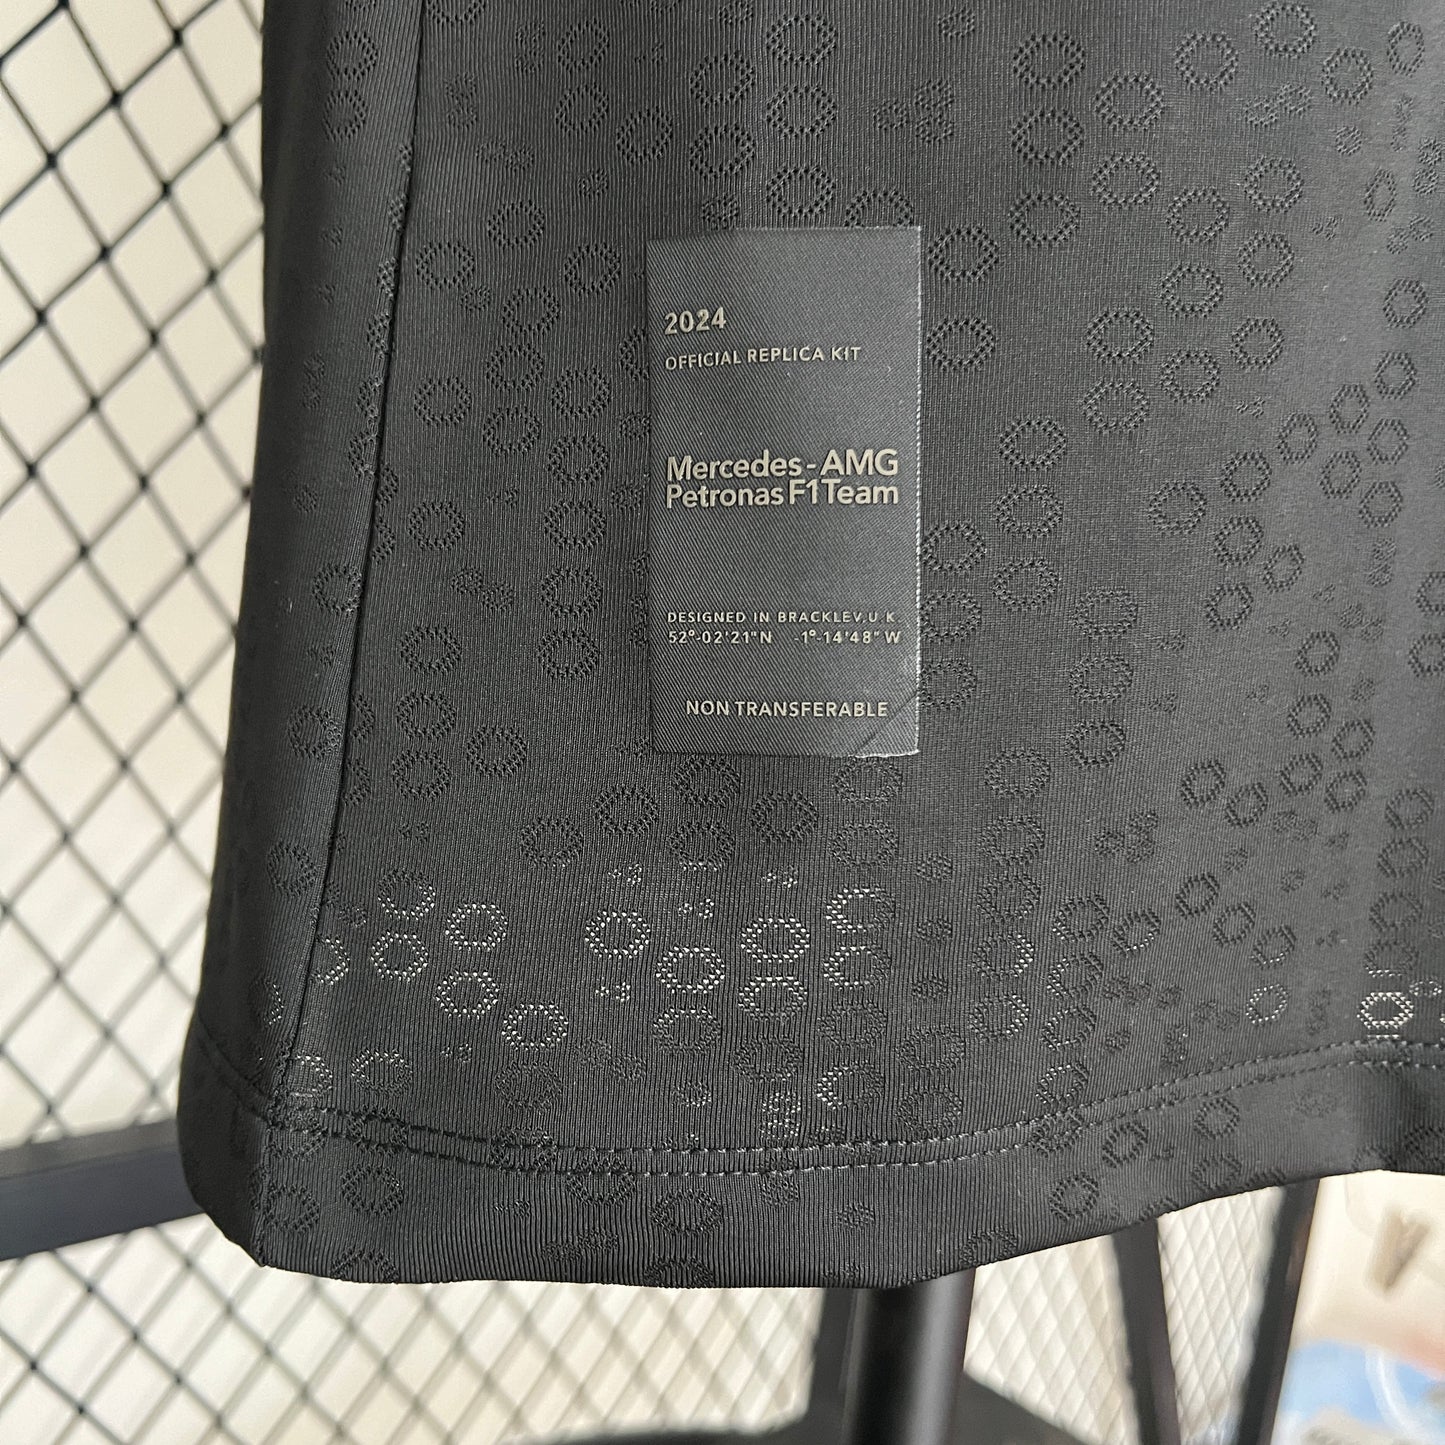 2024
OFFICIAL REPLICA KIT
Mercedes-AMG
Petronas F1 Team
DESIGNED IN BRACKLEV, U K.
52°-02'21"N -1°-14'48"W
NON TRANSFERABLE